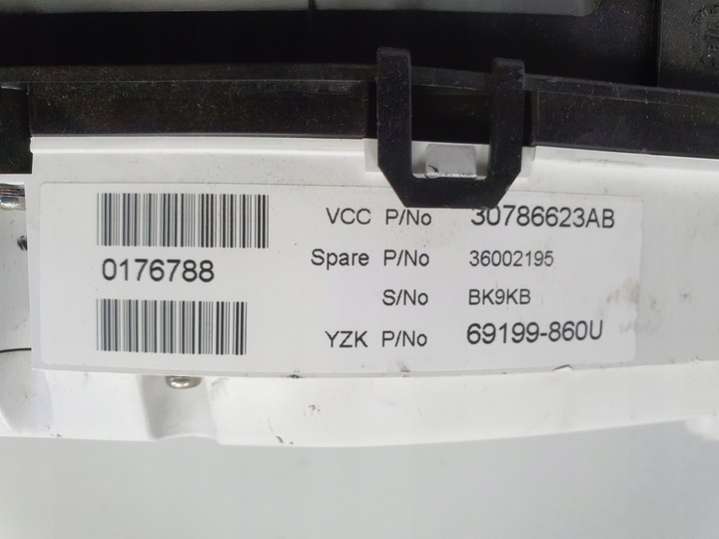 VCC P/No 30786623AB
0176788
Spare P/No 36002195
S/No BK9KB
YZK P/No 69199-860U